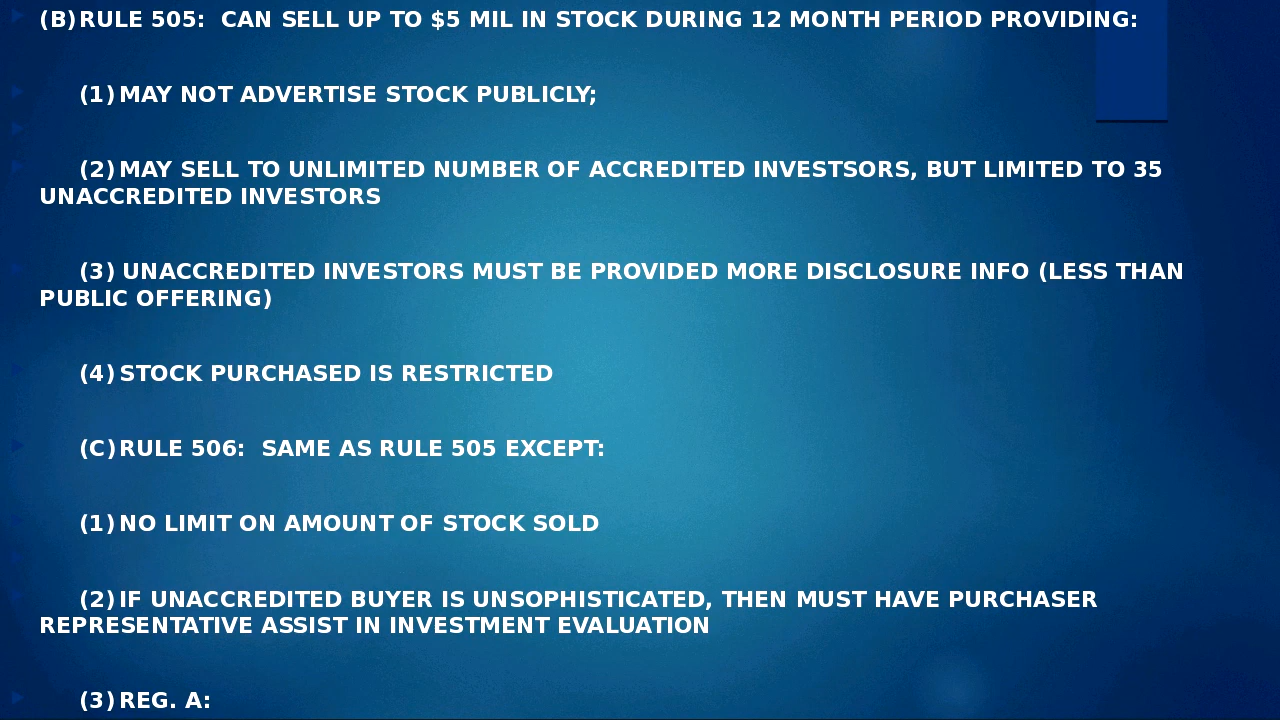 (B) RULE 505: CAN SELL UP TO $5 MIL IN STOCK DURING 12 MONTH PERIOD PROVIDING:
(1) MAY NOT ADVERTISE STOCK PUBLICLY;
(2) MAY SELL TO UNLIMITED NUMBER OF ACCREDITED INVESTSORS, BUT LIMITED TO 35
UNACCREDITED INVESTORS
(3) UNACCREDITED INVESTORS MUST BE PROVIDED MORE DISCLOSURE INFO (LESS THAN
PUBLIC OFFERING)
(4) STOCK PURCHASED IS RESTRICTED
(C) RULE 506: SAME AS RULE 505 EXCEPT:
(1) NO LIMIT ON AMOUNT OF STOCK SOLD
(2) IF UNACCREDITED BUYER IS UNSOPHISTICATED, THEN MUST HAVE PURCHASER
REPRESENTATIVE ASSIST IN INVESTMENT EVALUATION
(3) REG. A: